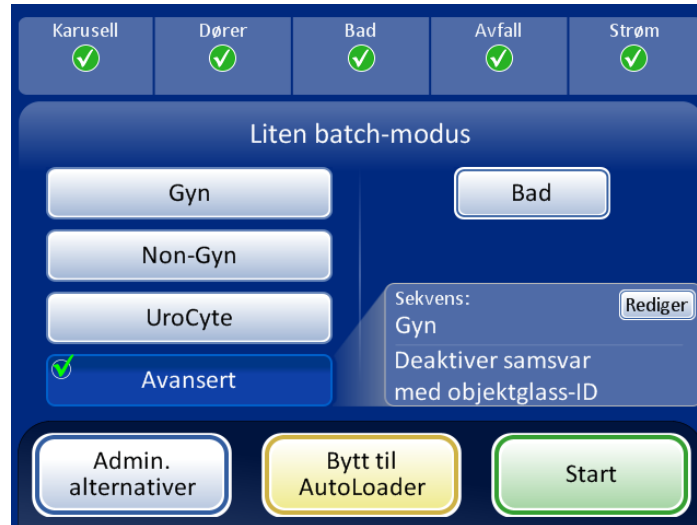 Karusell
Dører
Bad
Avfall
Strøm
Liten batch-modus
Gyn
Non-Gyn
UroCyte
Avansert
Bad
Sekvens:
Gyn
Rediger
Deaktiver samsvar
med objektglass-ID
Admin.
alternativer
Bytt til
AutoLoader
Start